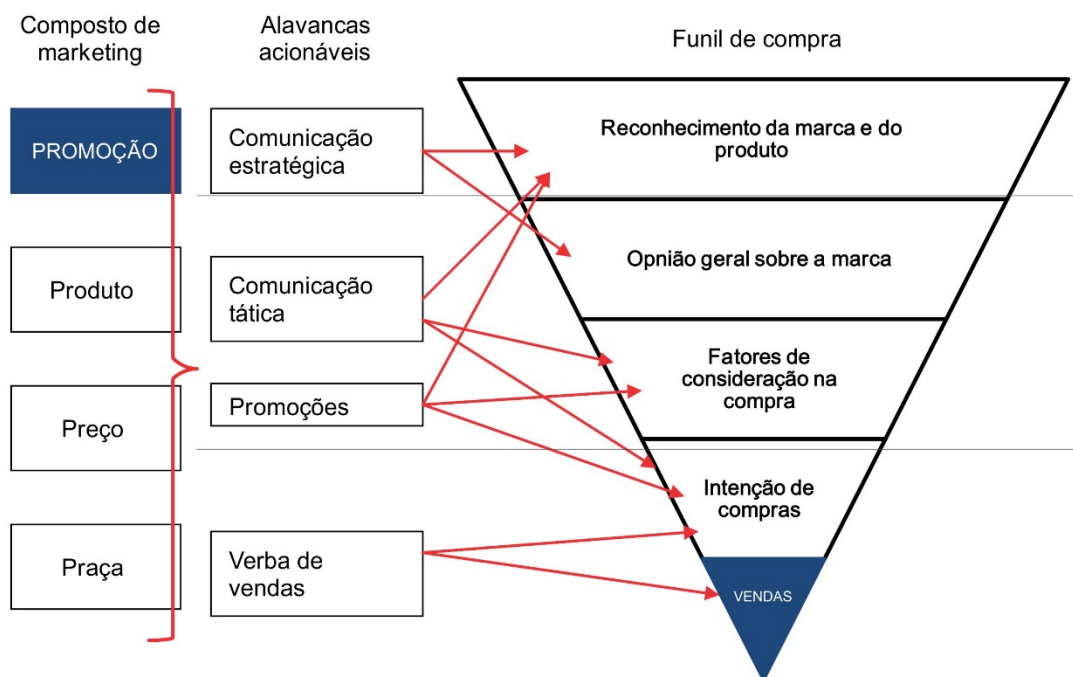 Composto de
marketing
Alavancas
acionáveis
Funil de compra
PROMOÇÃO
Produto
Preço
Praça
Comunicação
estratégica
Comunicação
tática
Promoções
Verba de
vendas
Reconhecimento da marca e do
produto
Opnião geral sobre a marca
Fatores de
consideração na
compra
Intenção de
compras
VENDAS